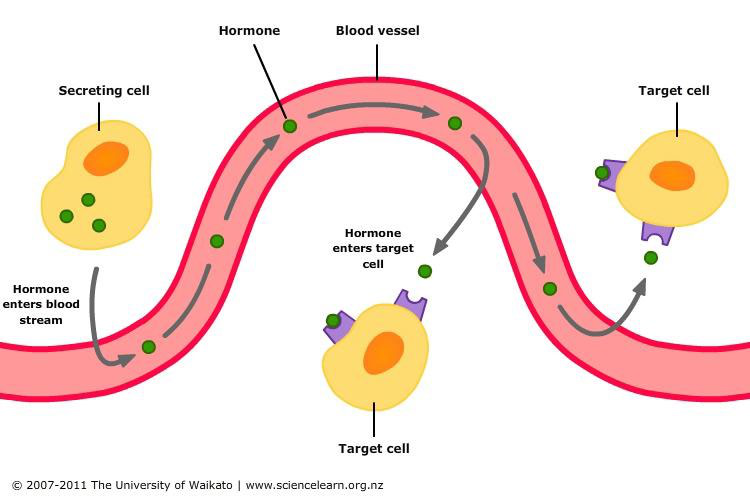 Hormone
Blood vessel
Secreting cell
Target cell
Hormone
enters target
cell
Hormone
enters blood
stream
Target cell
© 2007-2011 The University of Waikato | www.sciencelearn.org.nz